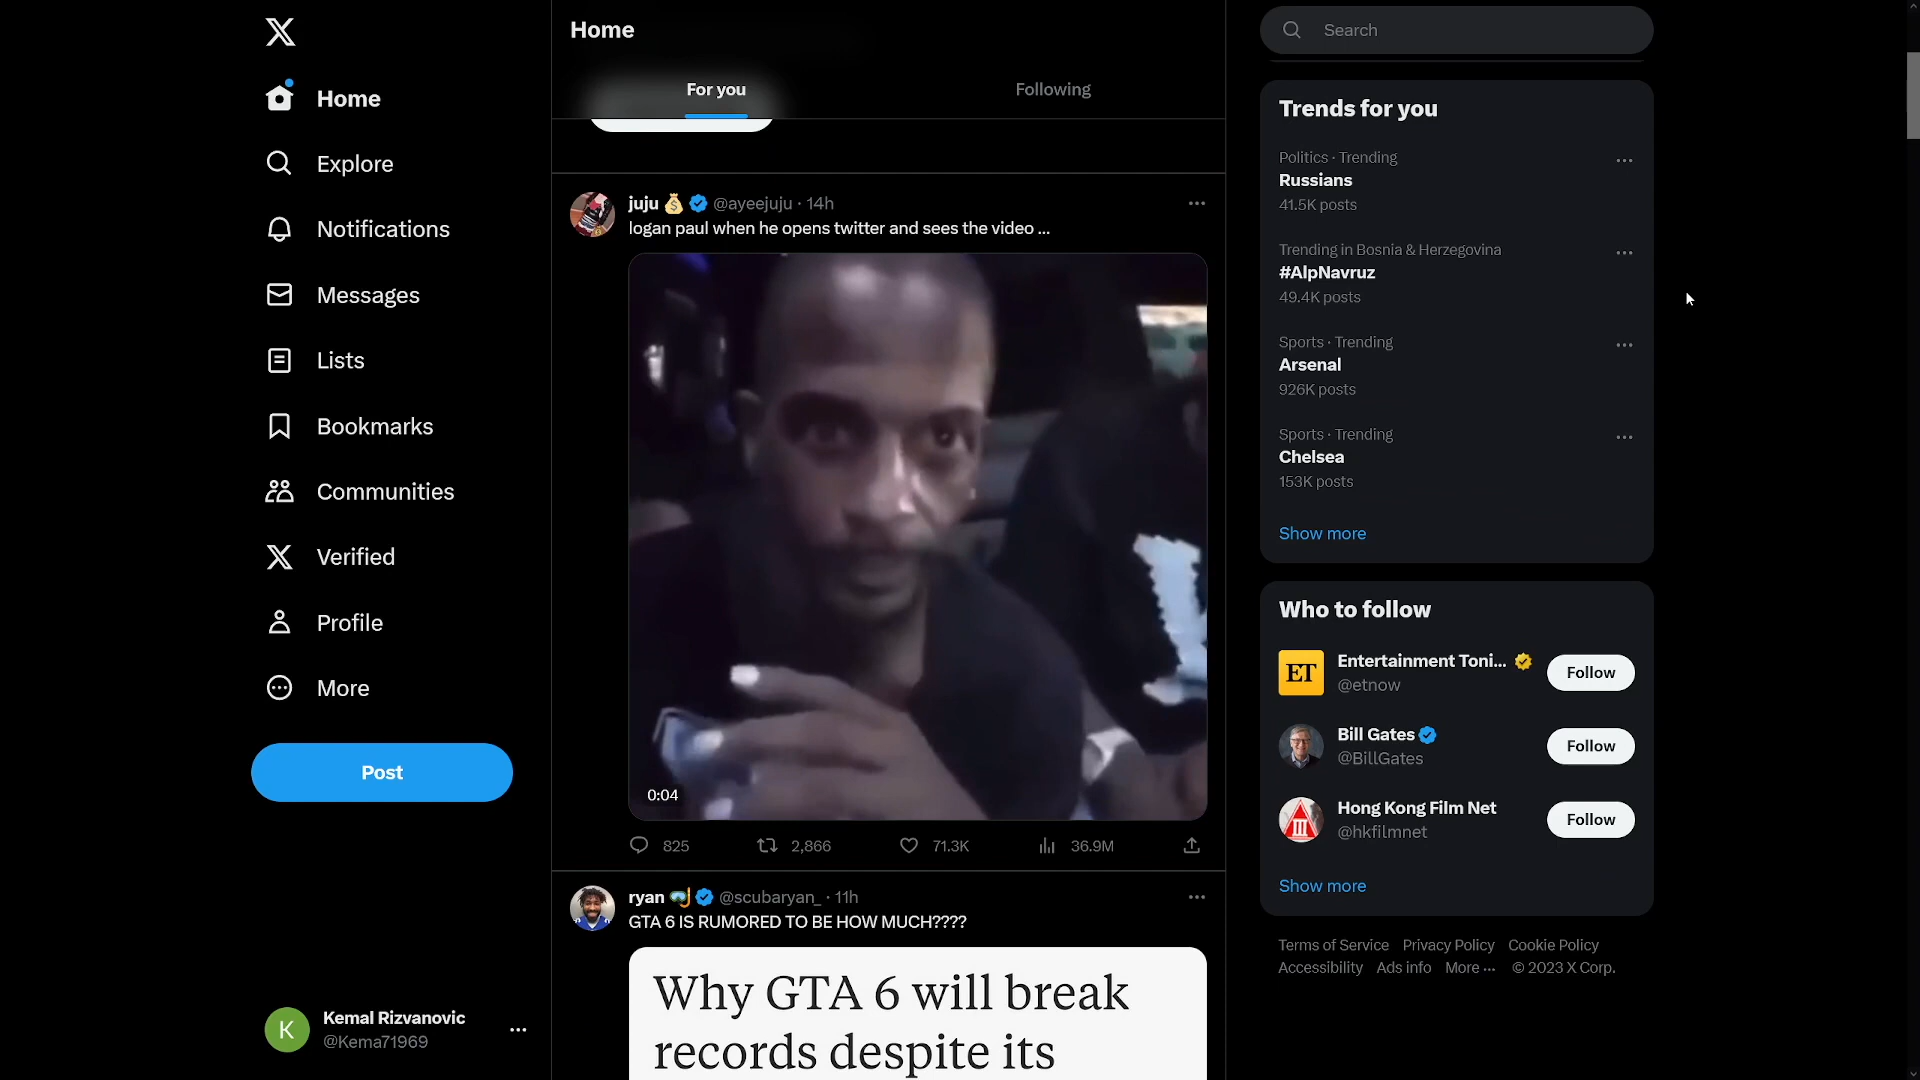 Home
Explore
Notifications
Messages
Lists
Bookmarks
Communities
Verified
Profile
More
Post
K
Kemal Rizvanovic
@Kema71969
Home
For you
Following
juju @ayeejuju · 14h
logan paul when he opens twitter and sees the video ...
0:04
825 2,866 71.3K 36.9M
ryan @scubaryan_ · 11h
GTA 6 IS RUMORED TO BE HOW MUCH????
Why GTA 6 will break
records despite its
Search
Trends for you
Politics · Trending
Russians
41.5K posts
Trending in Bosnia & Herzegovina
#AlpNavruz
49.4K posts
Sports · Trending
Arsenal
926K posts
Sports · Trending
Chelsea
153K posts
Show more
Who to follow
ET
Entertainment Toni...
@etnow
Follow
Bill Gates
@BillGates
Follow
Hong Kong Film Net
@hkfilmnet
Follow
Show more
Terms of Service Privacy Policy Cookie Policy
Accessibility Ads info More ··· © 2023 X Corp.